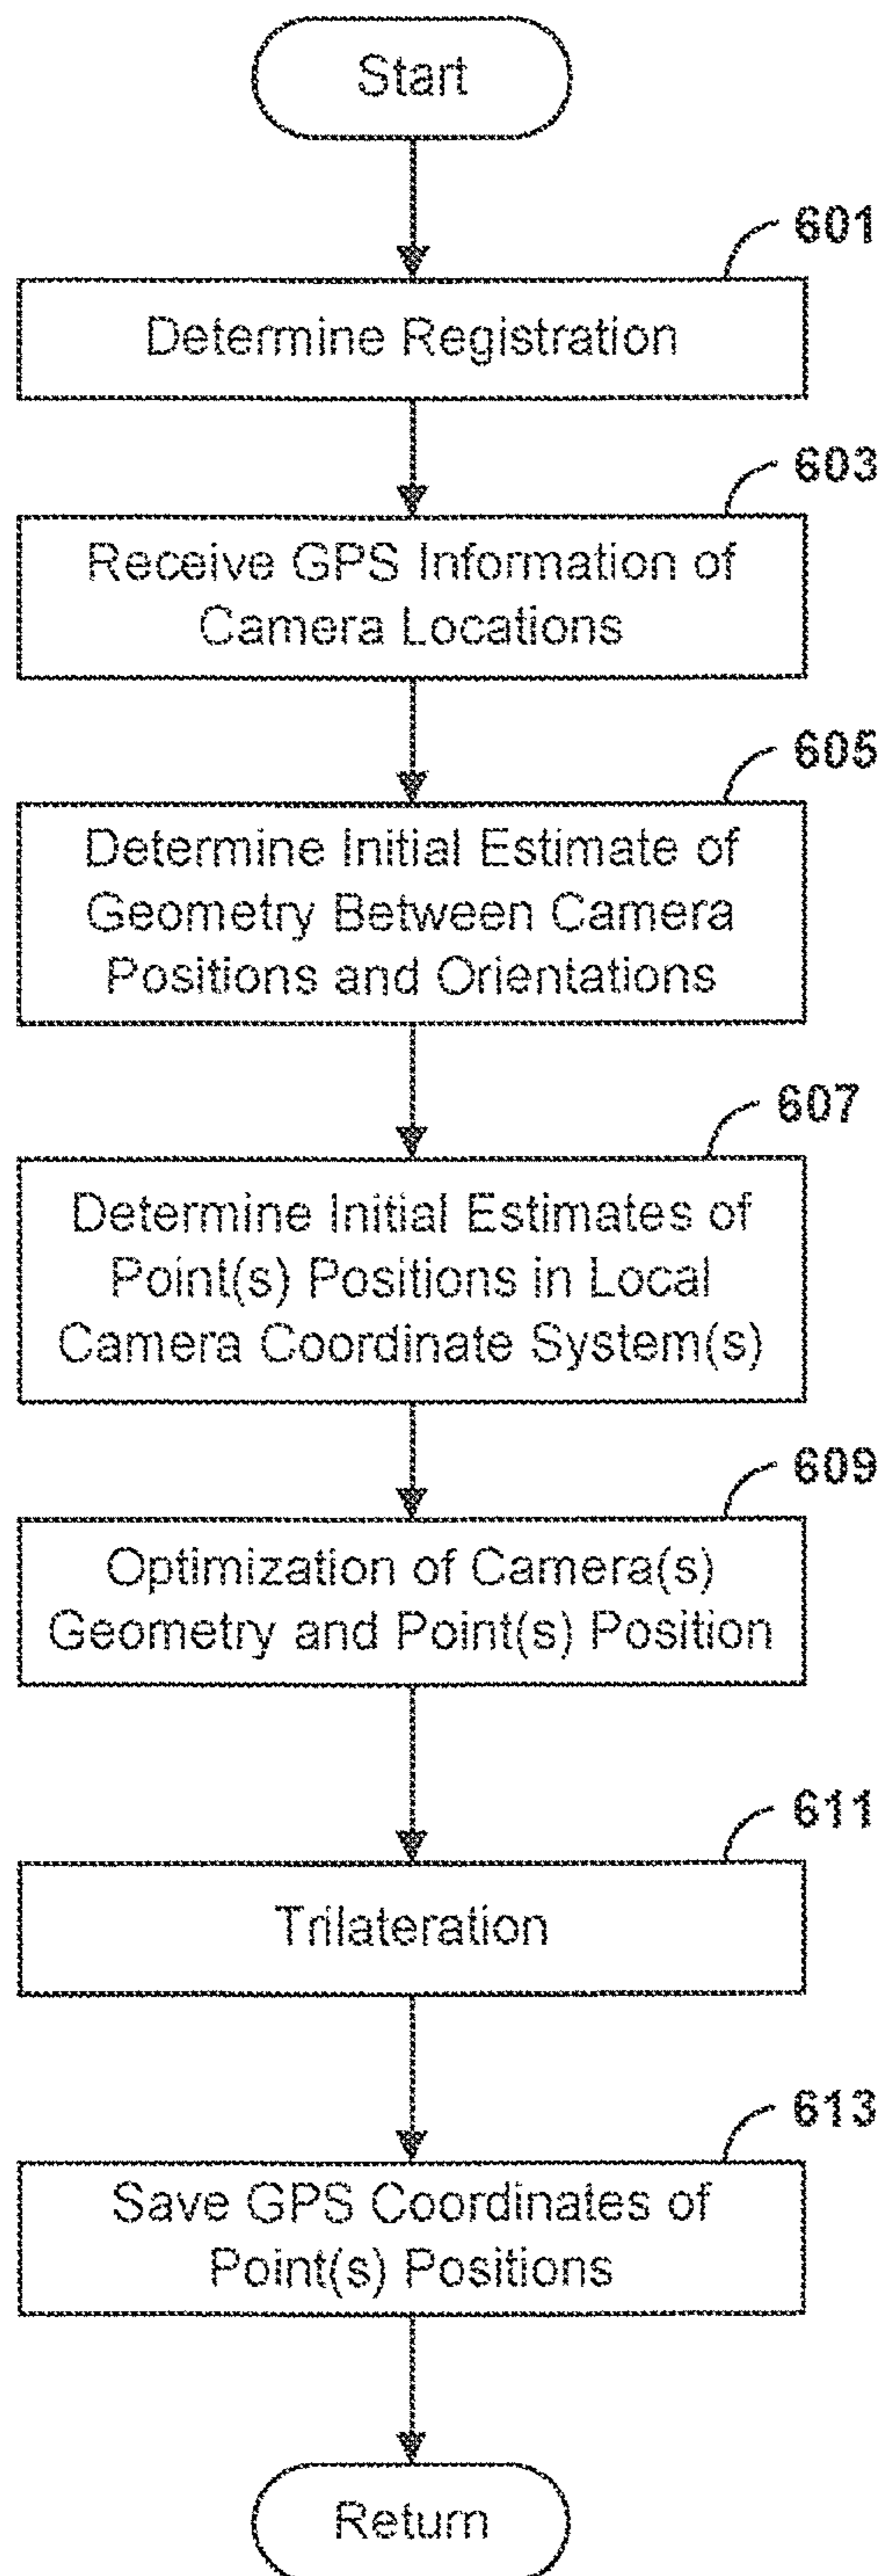 Start
601
Determine Registration
603
Receive GPS Information of
Camera Locations
605
Determine Initial Estimate of
Geometry Between Camera
Positions and Orientations
607
Determine Initial Estimates of
Point(s) Positions in Local
Camera Coordinate System(s)
609
Optimization of Camera(s)
Geometry and Point(s) Position
611
Trilateration
613
Save GPS Coordinates of
Point(s) Positions
Return